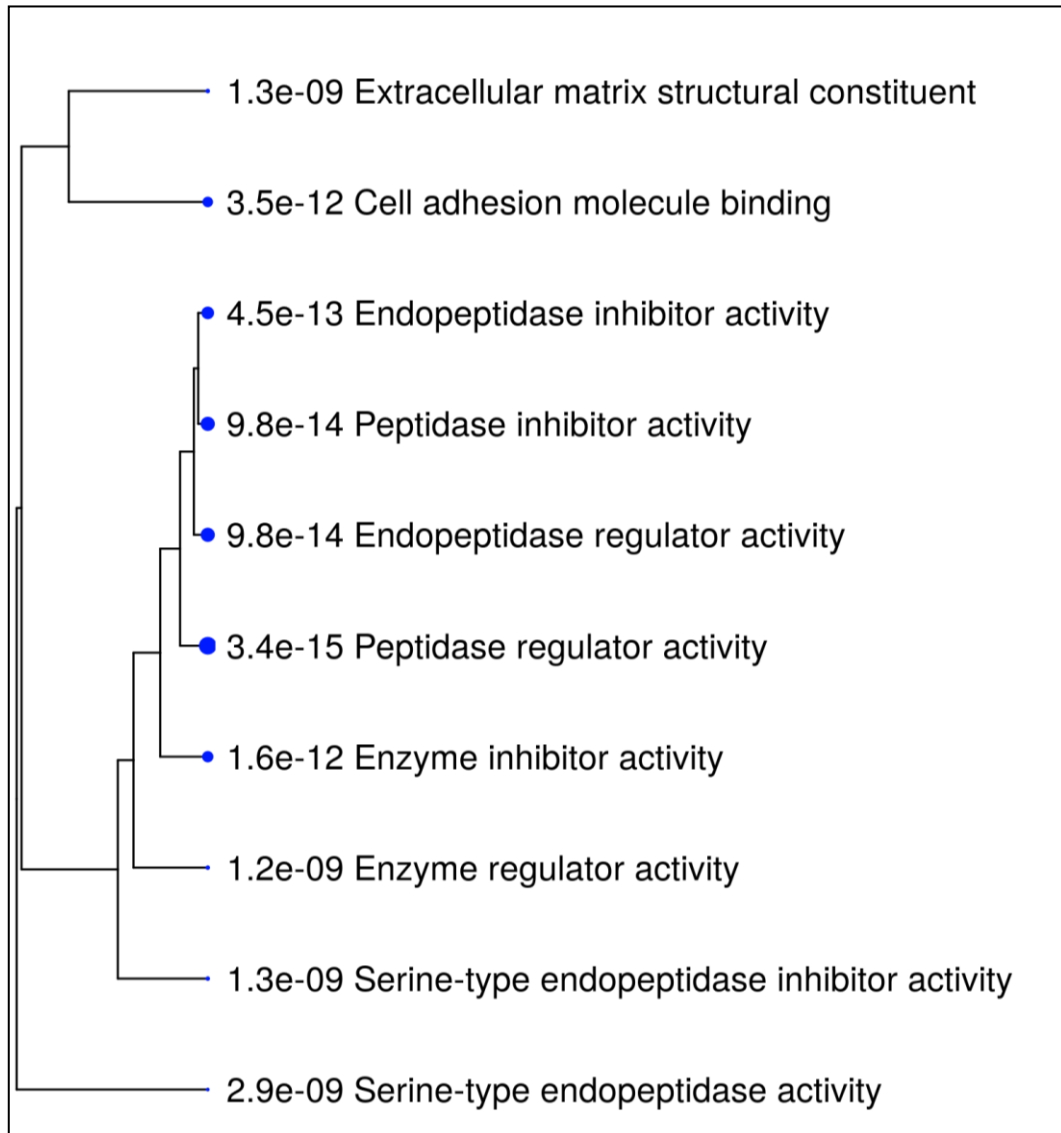 1.3e-09 Extracellular matrix structural constituent
3.5e-12 Cell adhesion molecule binding
4.5e-13 Endopeptidase inhibitor activity
9.8e-14 Peptidase inhibitor activity
9.8e-14 Endopeptidase regulator activity
3.4e-15 Peptidase regulator activity
1.6e-12 Enzyme inhibitor activity
1.2e-09 Enzyme regulator activity
1.3e-09 Serine-type endopeptidase inhibitor activity
2.9e-09 Serine-type endopeptidase activity